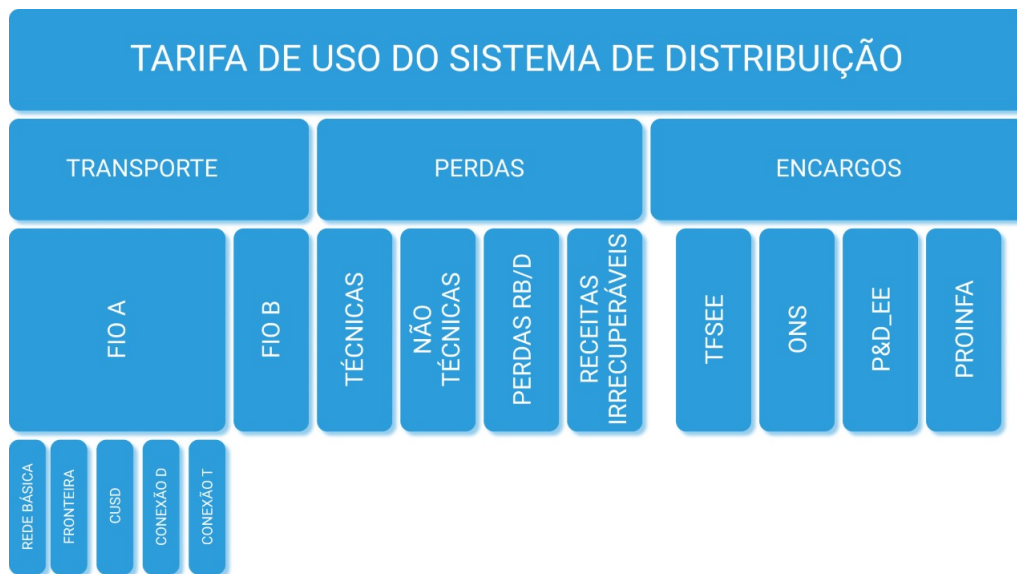 TARIFA DE USO DO SISTEMA DE DISTRIBUIÇÃO
TRANSPORTE
PERDAS
ENCARGOS
FIO A
FIO B
TÉCNICAS
NÃO
TÉCNICAS
PERDAS RB/D
RECEITAS
IRRECUPERÁVEIS
TFSEE
ONS
P&D_EE
PROINFA
REDE BÁSICA
FRONTEIRA
CUSD
CONEXÃO D
CONEXÃO T